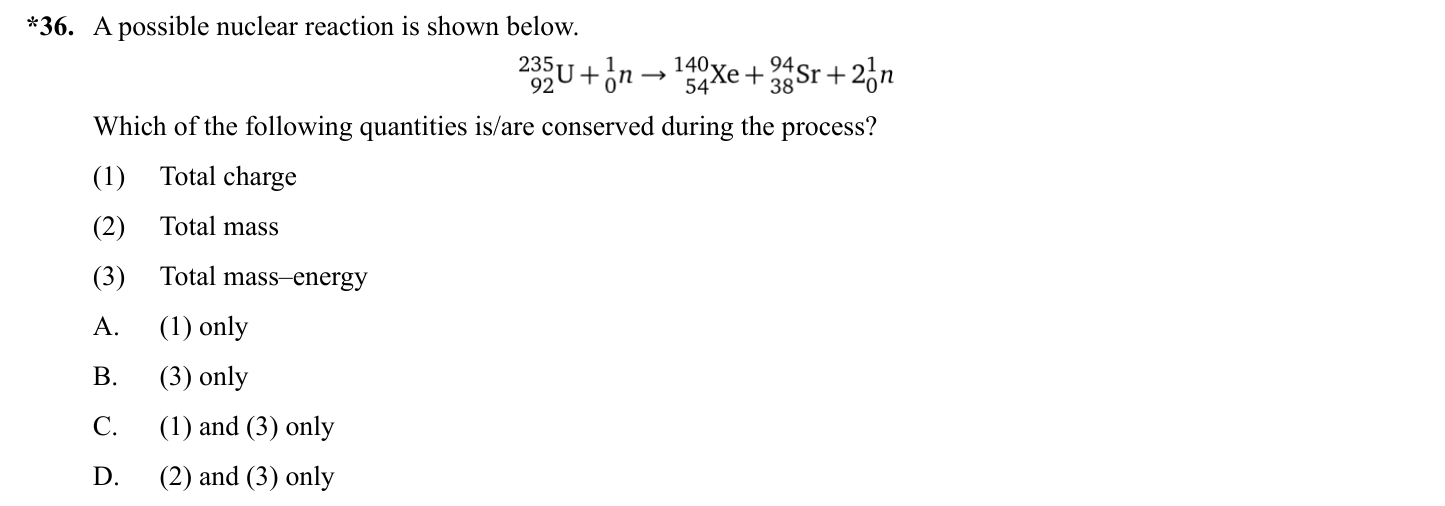 *36. A possible nuclear reaction is shown below.
²³⁵₉₂U + ¹₀n → ¹⁴⁰₅₄Xe + ⁹⁴₃₈Sr + 2¹₀n
Which of the following quantities is/are conserved during the process?
(1) Total charge
(2) Total mass
(3) Total mass–energy
A. (1) only
B. (3) only
C. (1) and (3) only
D. (2) and (3) only